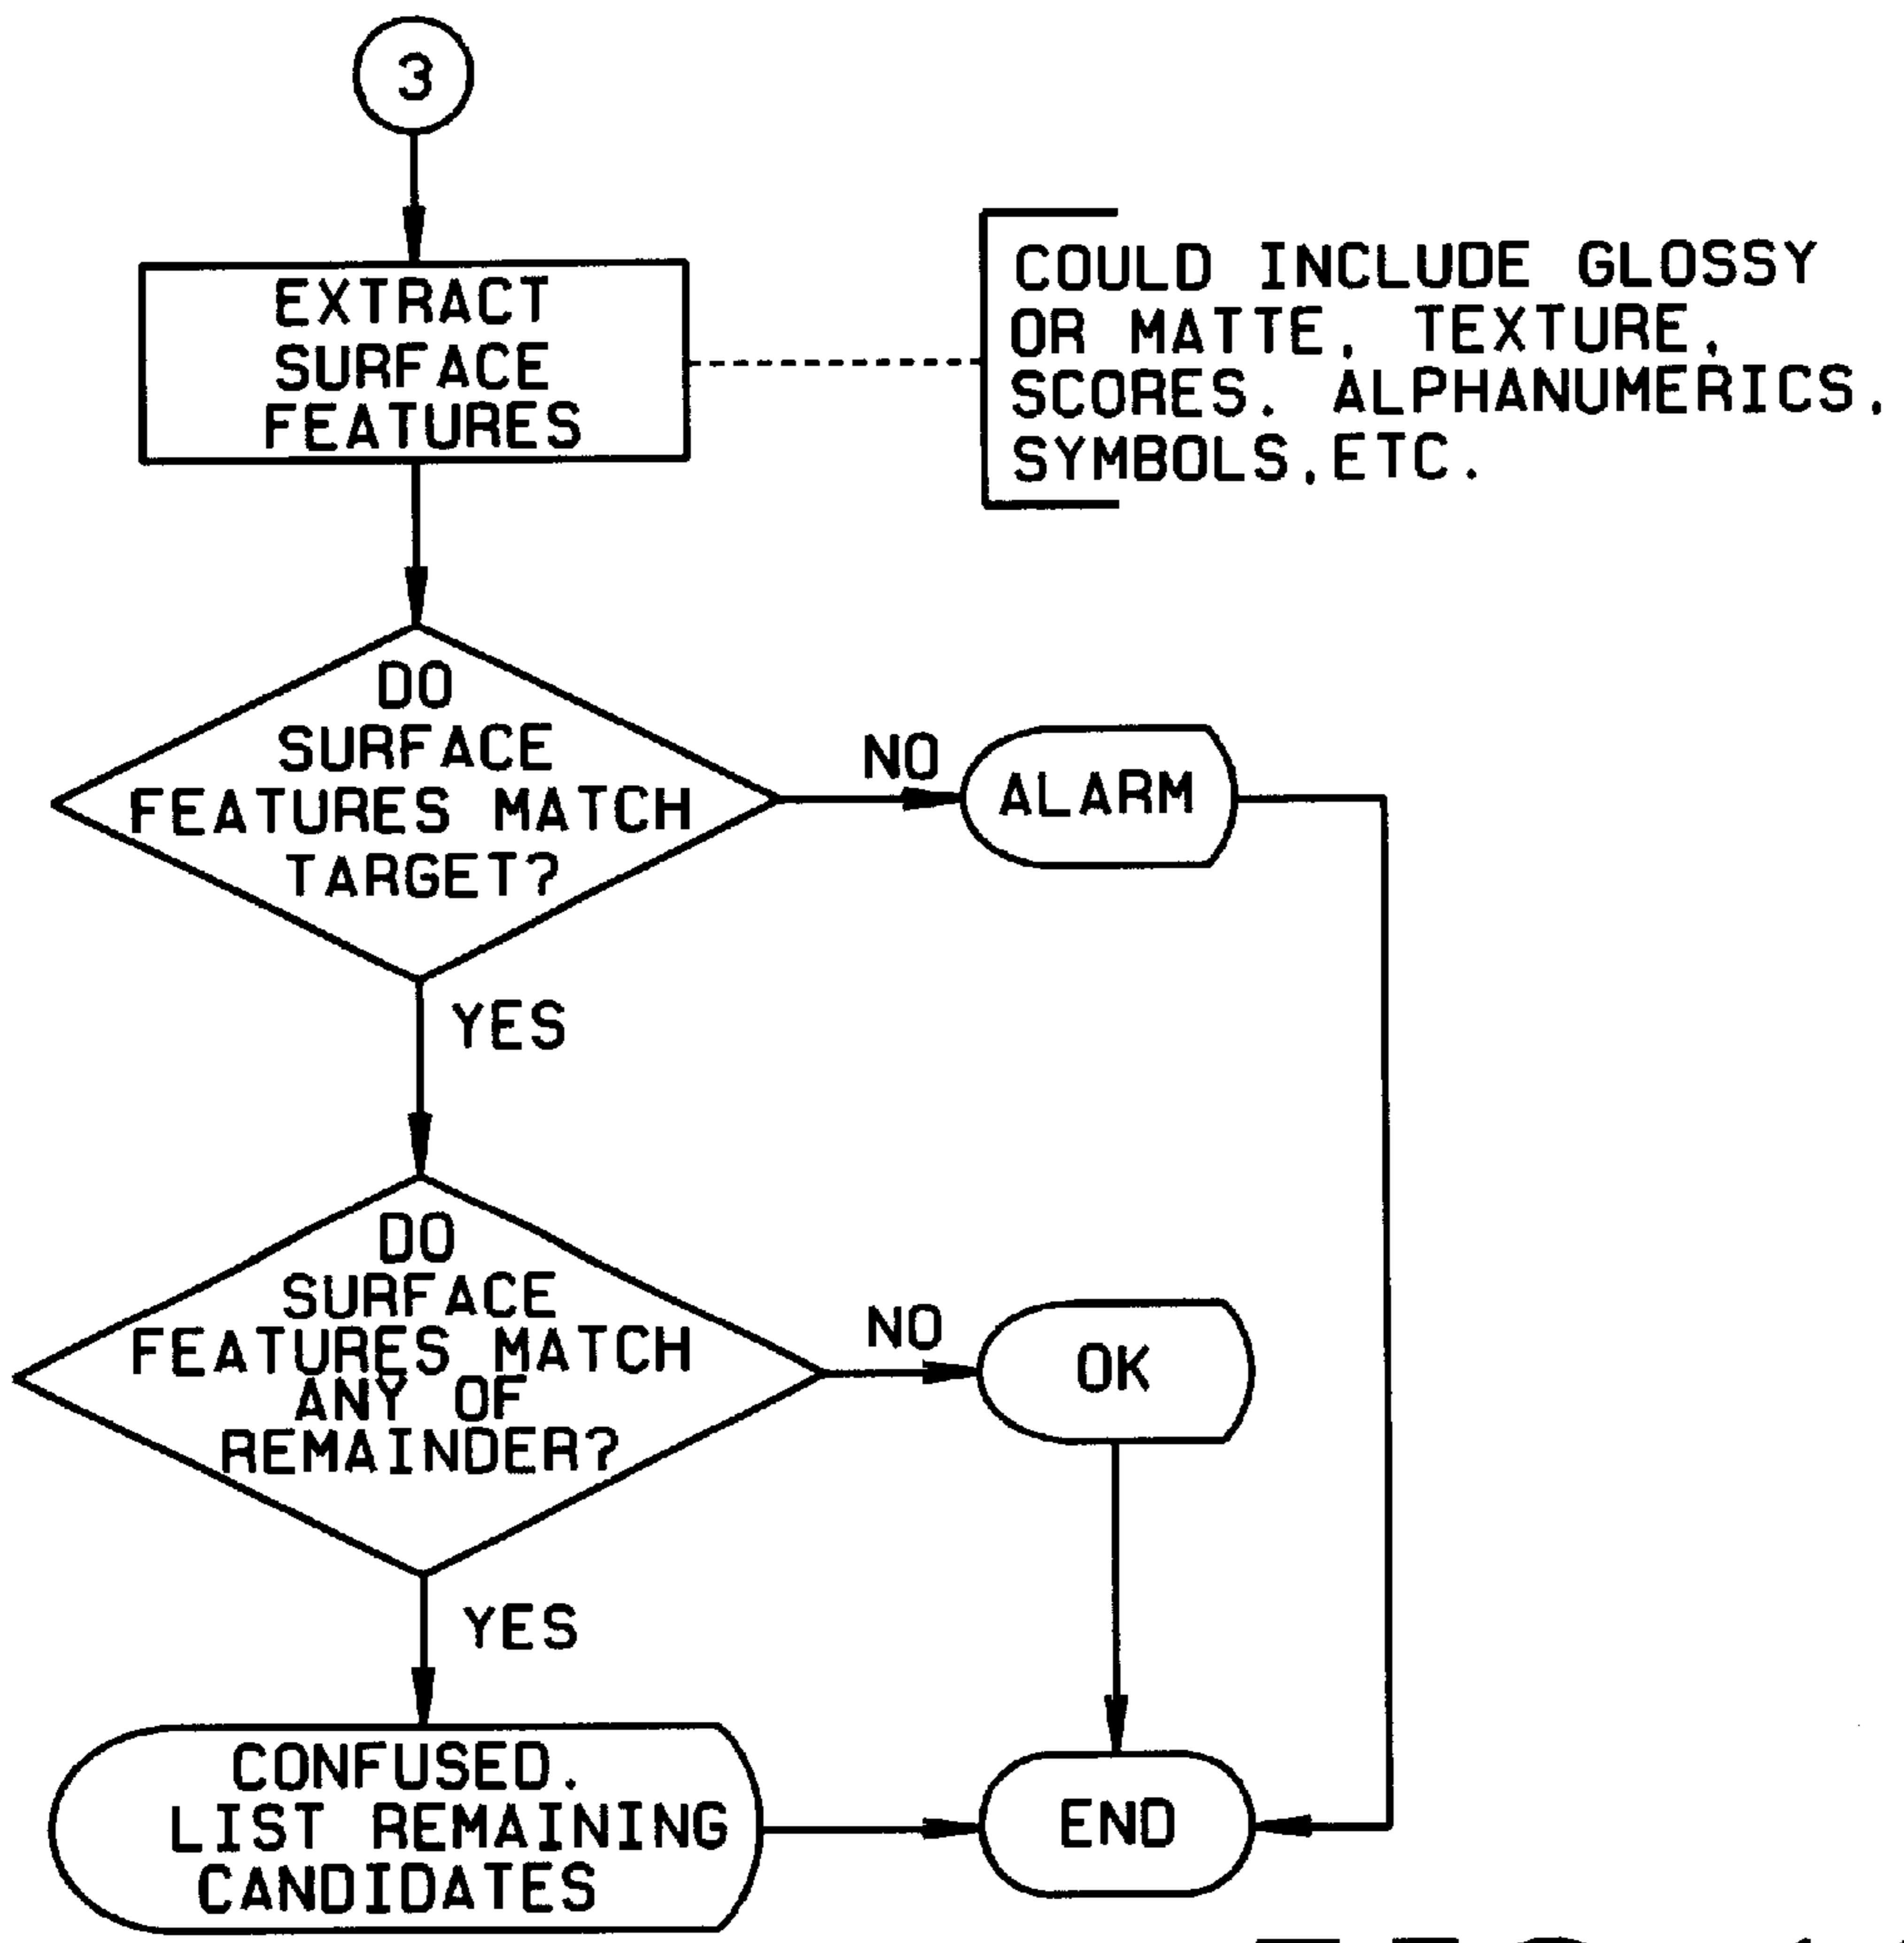 3
EXTRACT
SURFACE
FEATURES
COULD INCLUDE GLOSSY
OR MATTE, TEXTURE,
SCORES, ALPHANUMERICS,
SYMBOLS, ETC.
DO
SURFACE
FEATURES MATCH
TARGET?
NO
ALARM
YES
DO
SURFACE
FEATURES MATCH
ANY OF
REMAINDER?
NO
OK
YES
CONFUSED.
LIST REMAINING
CANDIDATES
END